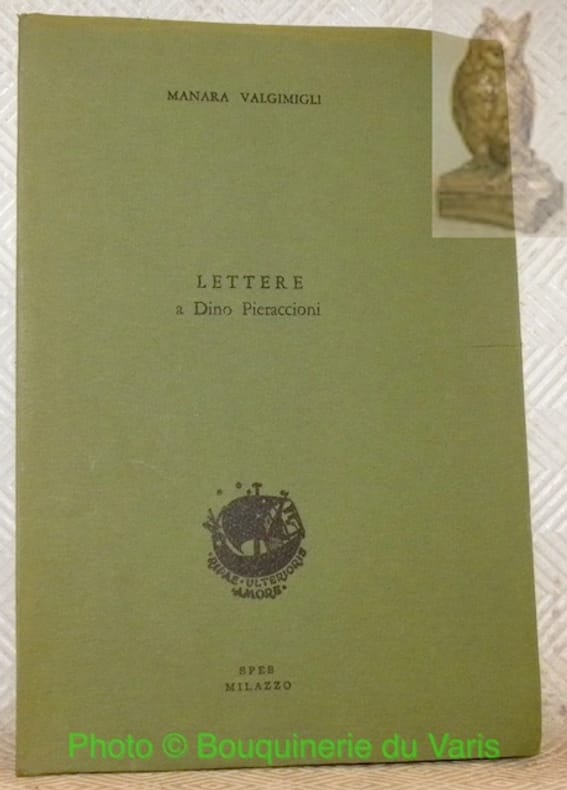 MANARA VALGIMIGLI
LETTERE
a Dino Pieraccioni
RIPAE · ULTERIORIS
· AMORE ·
SPES
MILAZZO
Photo © Bouquinerie du Varis